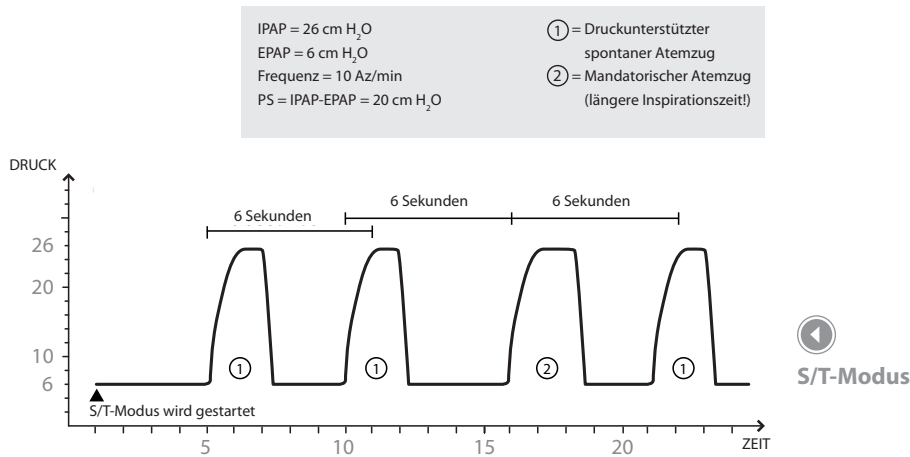 IPAP = 26 cm H₂O
EPAP = 6 cm H₂O
Frequenz = 10 Az/min
PS = IPAP-EPAP = 20 cm H₂O
1 = Druckunterstützter
spontaner Atemzug
2 = Mandatorischer Atemzug
(längere Inspirationszeit!)
DRUCK
6 Sekunden
6 Sekunden
6 Sekunden
26
20
10
6
1
1
2
1
S/T-Modus wird gestartet
5
10
15
20
ZEIT
S/T-Modus